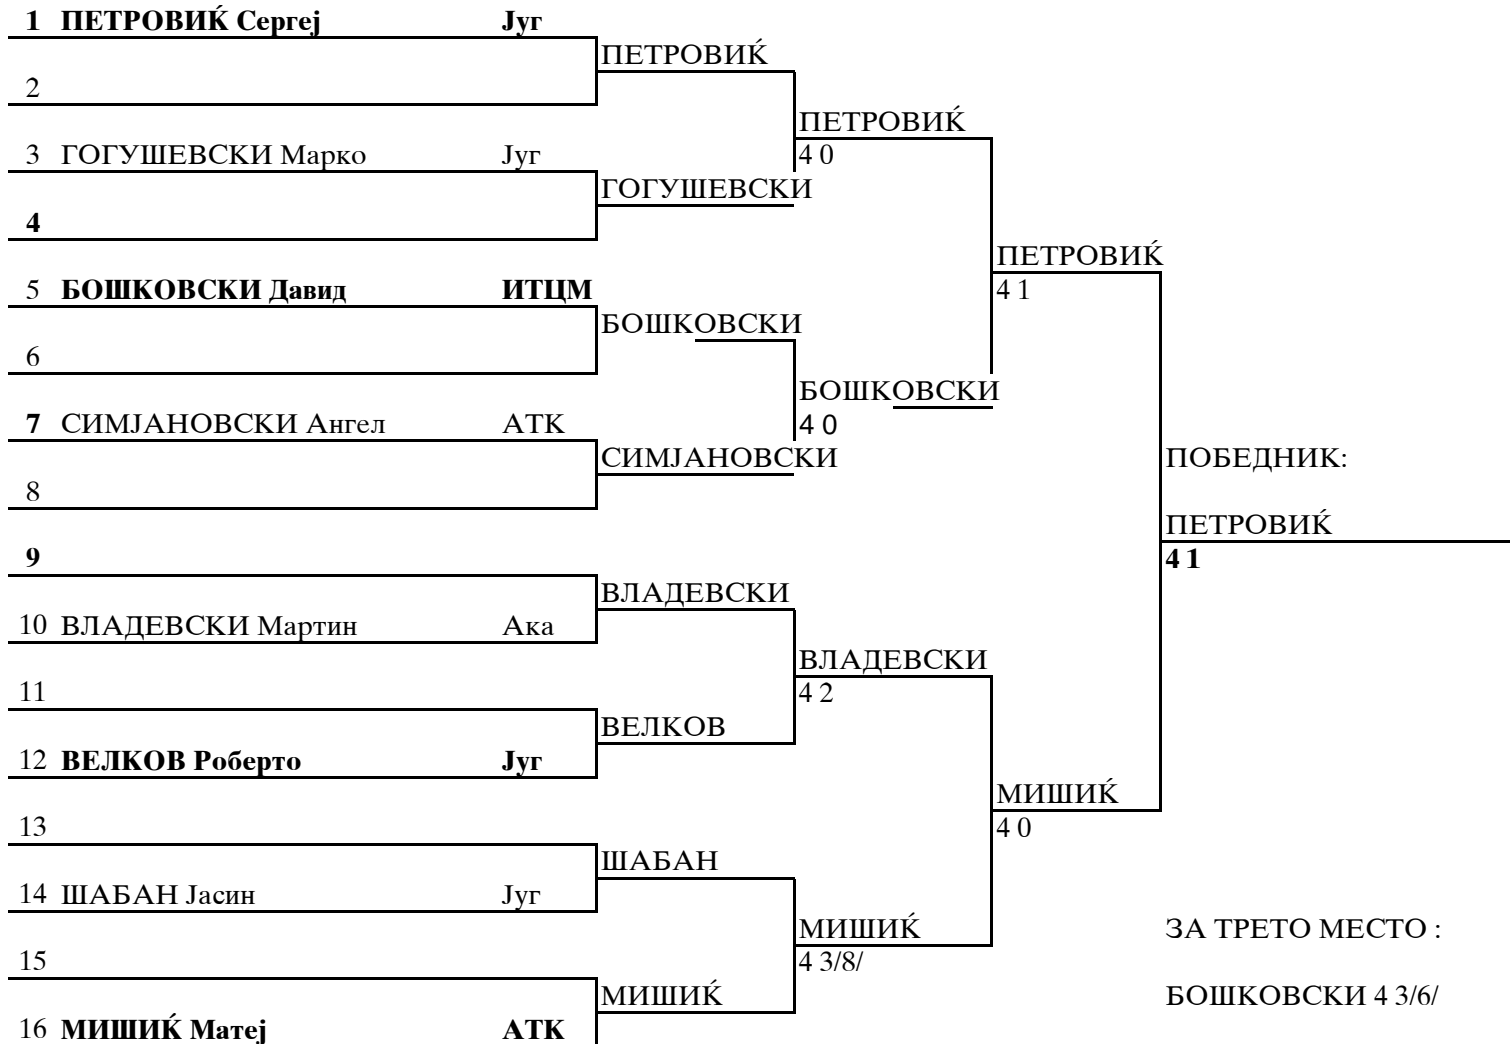 1 ПЕТРОВИЌ Сергеј Југ
ПЕТРОВИЌ
2
ПЕТРОВИЌ
3 ГОГУШЕВСКИ Марко Југ
4 0
ГОГУШЕВСКИ
4
ПЕТРОВИЌ
5 БОШКОВСКИ Давид ИТЦМ
4 1
БОШКОВСКИ
6
БОШКОВСКИ
7 СИМЈАНОВСКИ Ангел АТК
4 0
СИМЈАНОВСКИ
ПОБЕДНИК:
8
ПЕТРОВИЌ
9
4 1
ВЛАДЕВСКИ
10 ВЛАДЕВСКИ Мартин Ака
ВЛАДЕВСКИ
11
4 2
ВЕЛКОВ
12 ВЕЛКОВ Роберто Југ
МИШИЌ
13
4 0
ШАБАН
14 ШАБАН Јасин Југ
МИШИЌ
ЗА ТРЕТО МЕСТО :
15
4 3/8/
МИШИЌ
БОШКОВСКИ 4 3/6/
16 МИШИЌ Матеј АТК